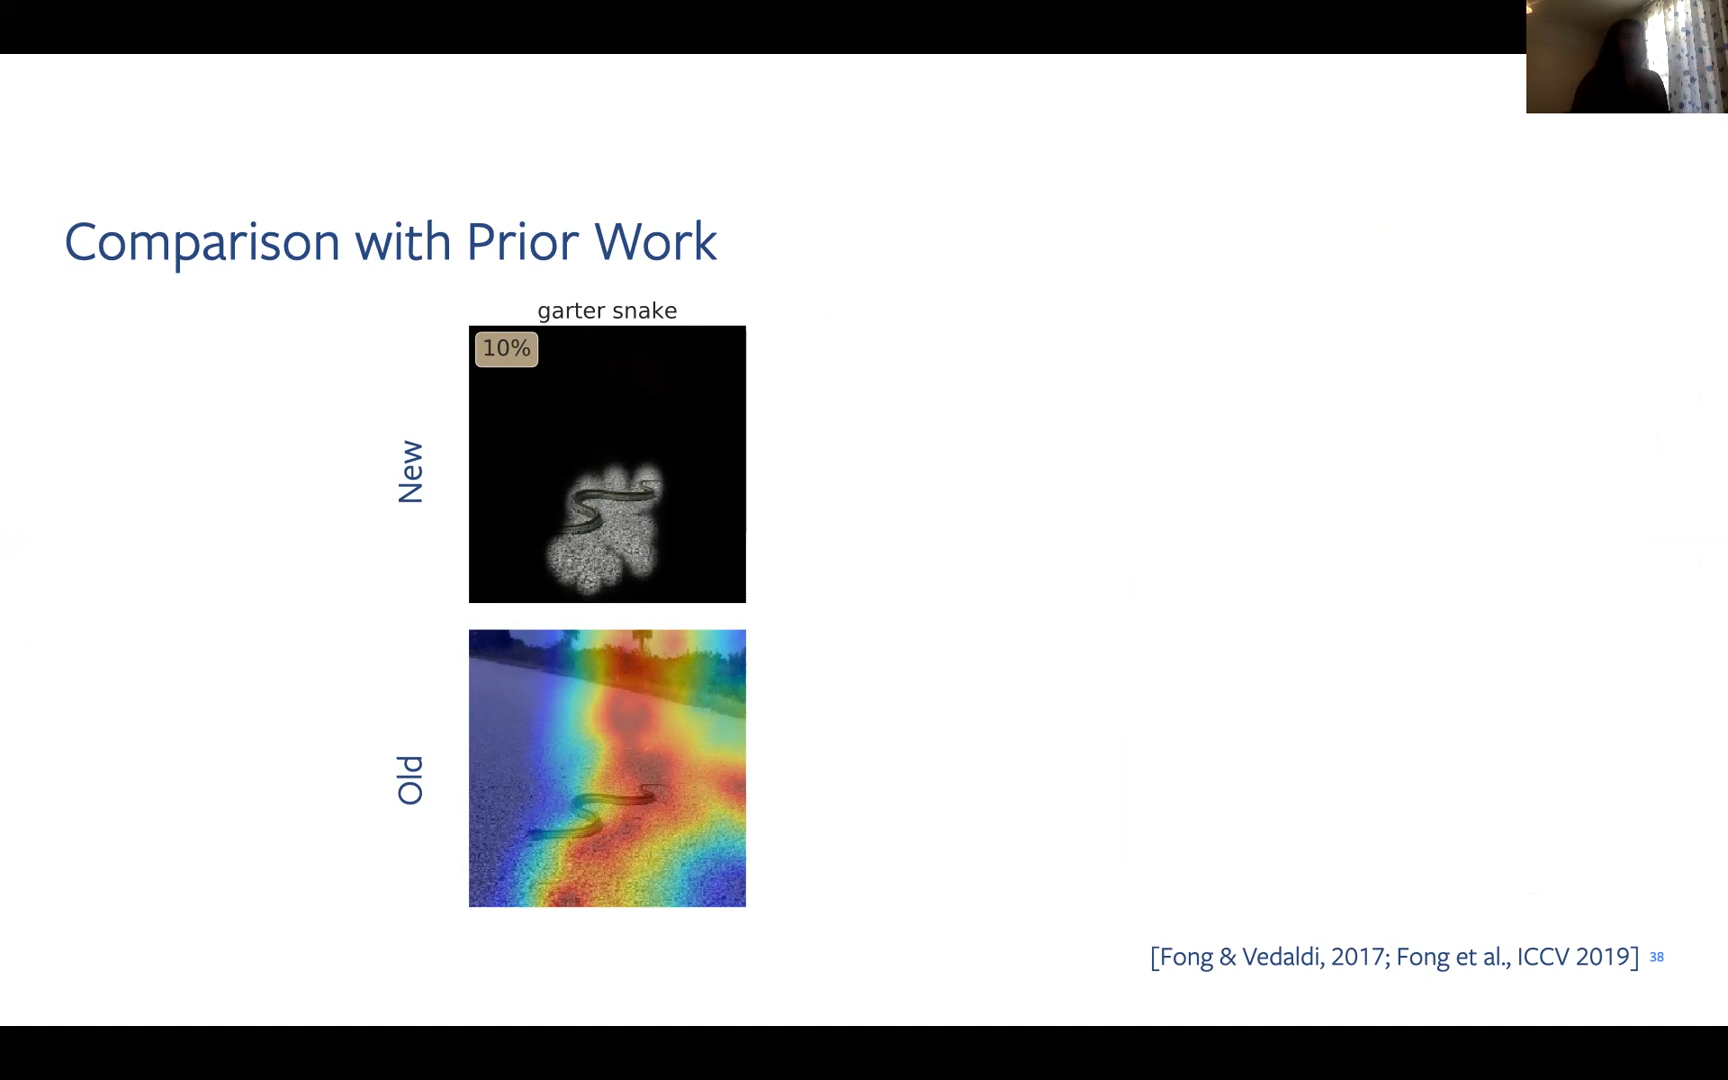 Comparison with Prior Work
garter snake
10%
New
Old
[Fong & Vedaldi, 2017; Fong et al., ICCV 2019] 38